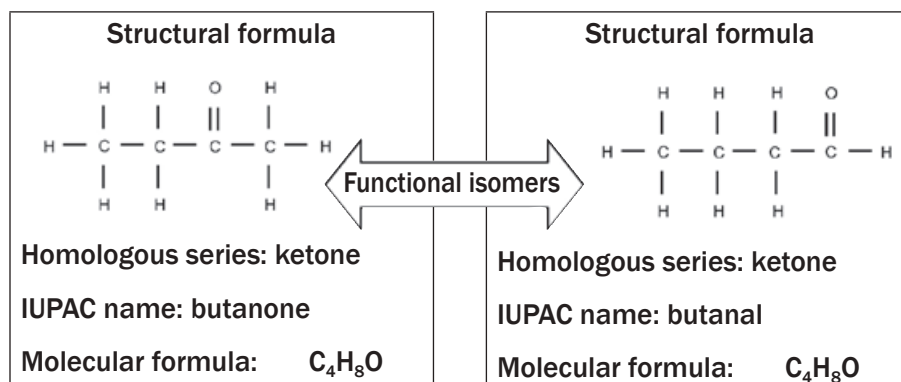 Structural formula
H H O H
H — C — C — C — C — H
H H H
Homologous series: ketone
IUPAC name: butanone
Molecular formula: C₄H₈O
Functional isomers
Structural formula
H H H O
H — C — C — C — C — H
H H H
Homologous series: ketone
IUPAC name: butanal
Molecular formula: C₄H₈O